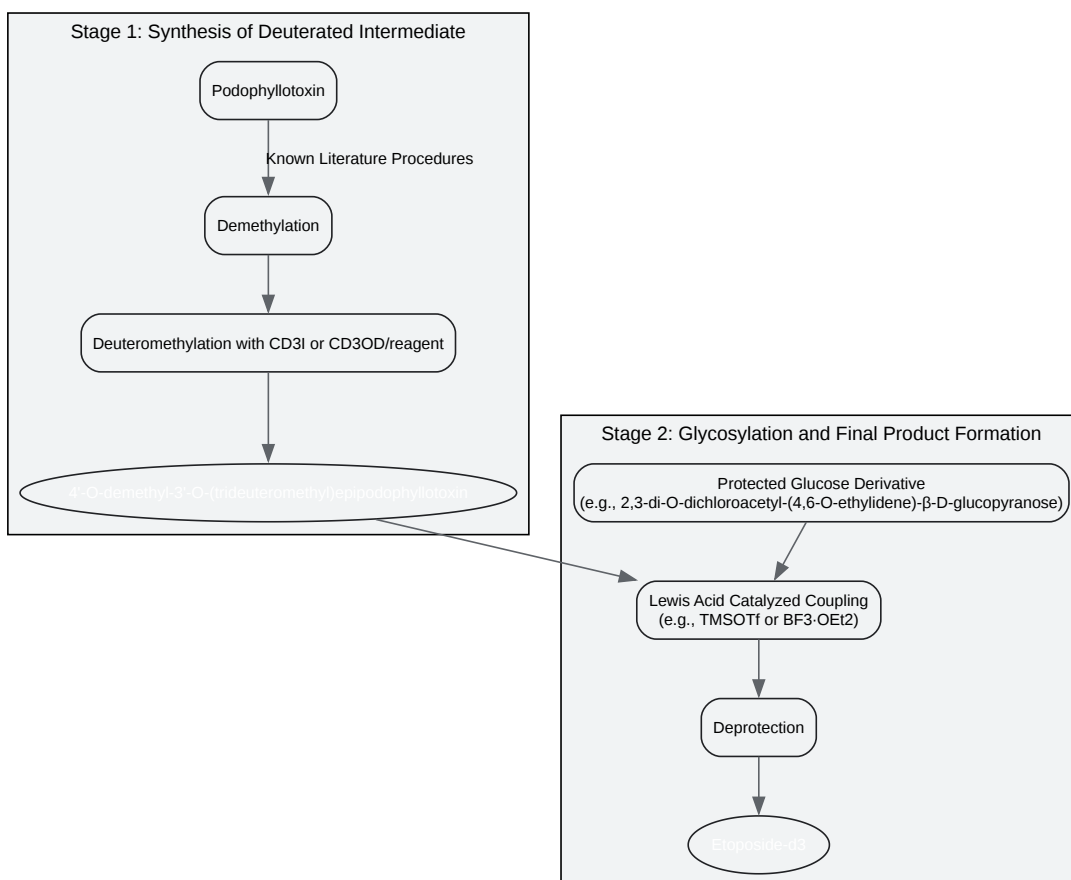 Stage 1: Synthesis of Deuterated Intermediate
Podophyllotoxin
Known Literature Procedures
Demethylation
Deuteromethylation with CD3I or CD3OD/reagent
4'-O-demethyl-3'-O-(trideuteromethyl)epipodophyllotoxin
Stage 2: Glycosylation and Final Product Formation
Protected Glucose Derivative
(e.g., 2,3-di-O-dichloroacetyl-(4,6-O-ethylidene)-β-D-glucopyranose)
Lewis Acid Catalyzed Coupling
(e.g., TMSOTf or BF3·OEt2)
Deprotection
Etoposide-d3